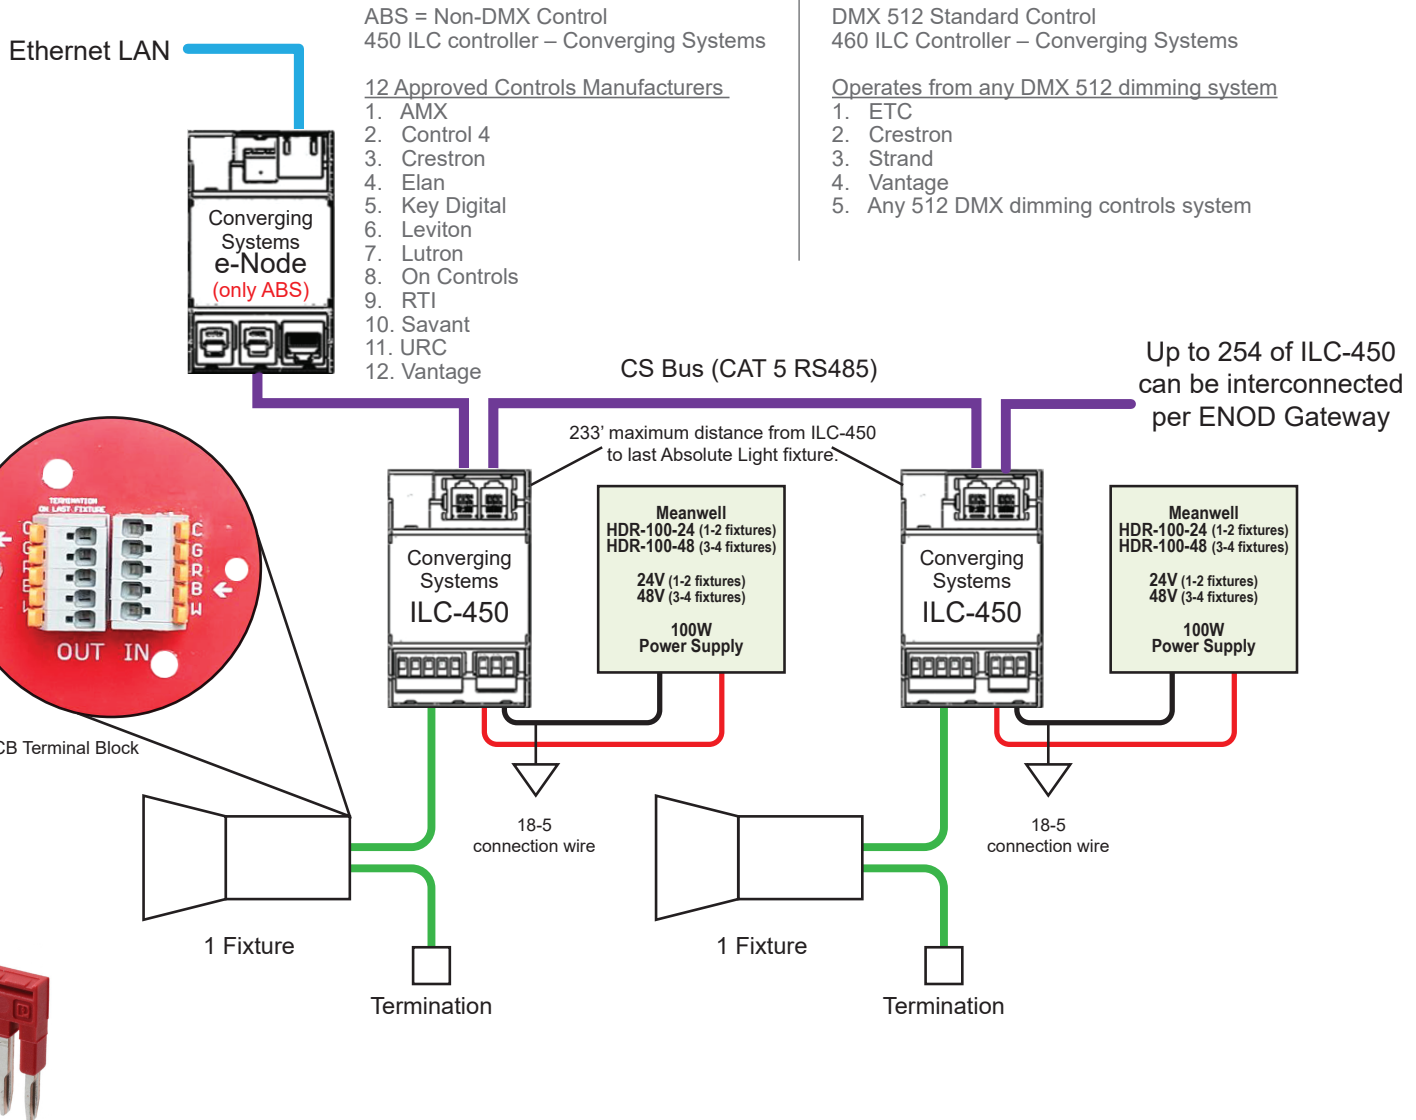 Ethernet LAN
ABS = Non-DMX Control
450 ILC controller – Converging Systems
12 Approved Controls Manufacturers
1. AMX
2. Control 4
3. Crestron
4. Elan
5. Key Digital
6. Leviton
7. Lutron
8. On Controls
9. RTI
10. Savant
11. URC
12. Vantage
DMX 512 Standard Control
460 ILC Controller – Converging Systems
Operates from any DMX 512 dimming system
1. ETC
2. Crestron
3. Strand
4. Vantage
5. Any 512 DMX dimming controls system
Converging
Systems
e-Node
(only ABS)
CS Bus (CAT 5 RS485)
Up to 254 of ILC-450
can be interconnected
per ENOD Gateway
233' maximum distance from ILC-450
to last Absolute Light fixture.
TERMINATION
ON LAST FIXTURE
C
G
R
B
W
OUT IN
CB Terminal Block
Converging
Systems
ILC-450
Meanwell
HDR-100-24 (1-2 fixtures)
HDR-100-48 (3-4 fixtures)
24V (1-2 fixtures)
48V (3-4 fixtures)
100W
Power Supply
Converging
Systems
ILC-450
Meanwell
HDR-100-24 (1-2 fixtures)
HDR-100-48 (3-4 fixtures)
24V (1-2 fixtures)
48V (3-4 fixtures)
100W
Power Supply
18-5
connection wire
18-5
connection wire
1 Fixture
1 Fixture
Termination
Termination